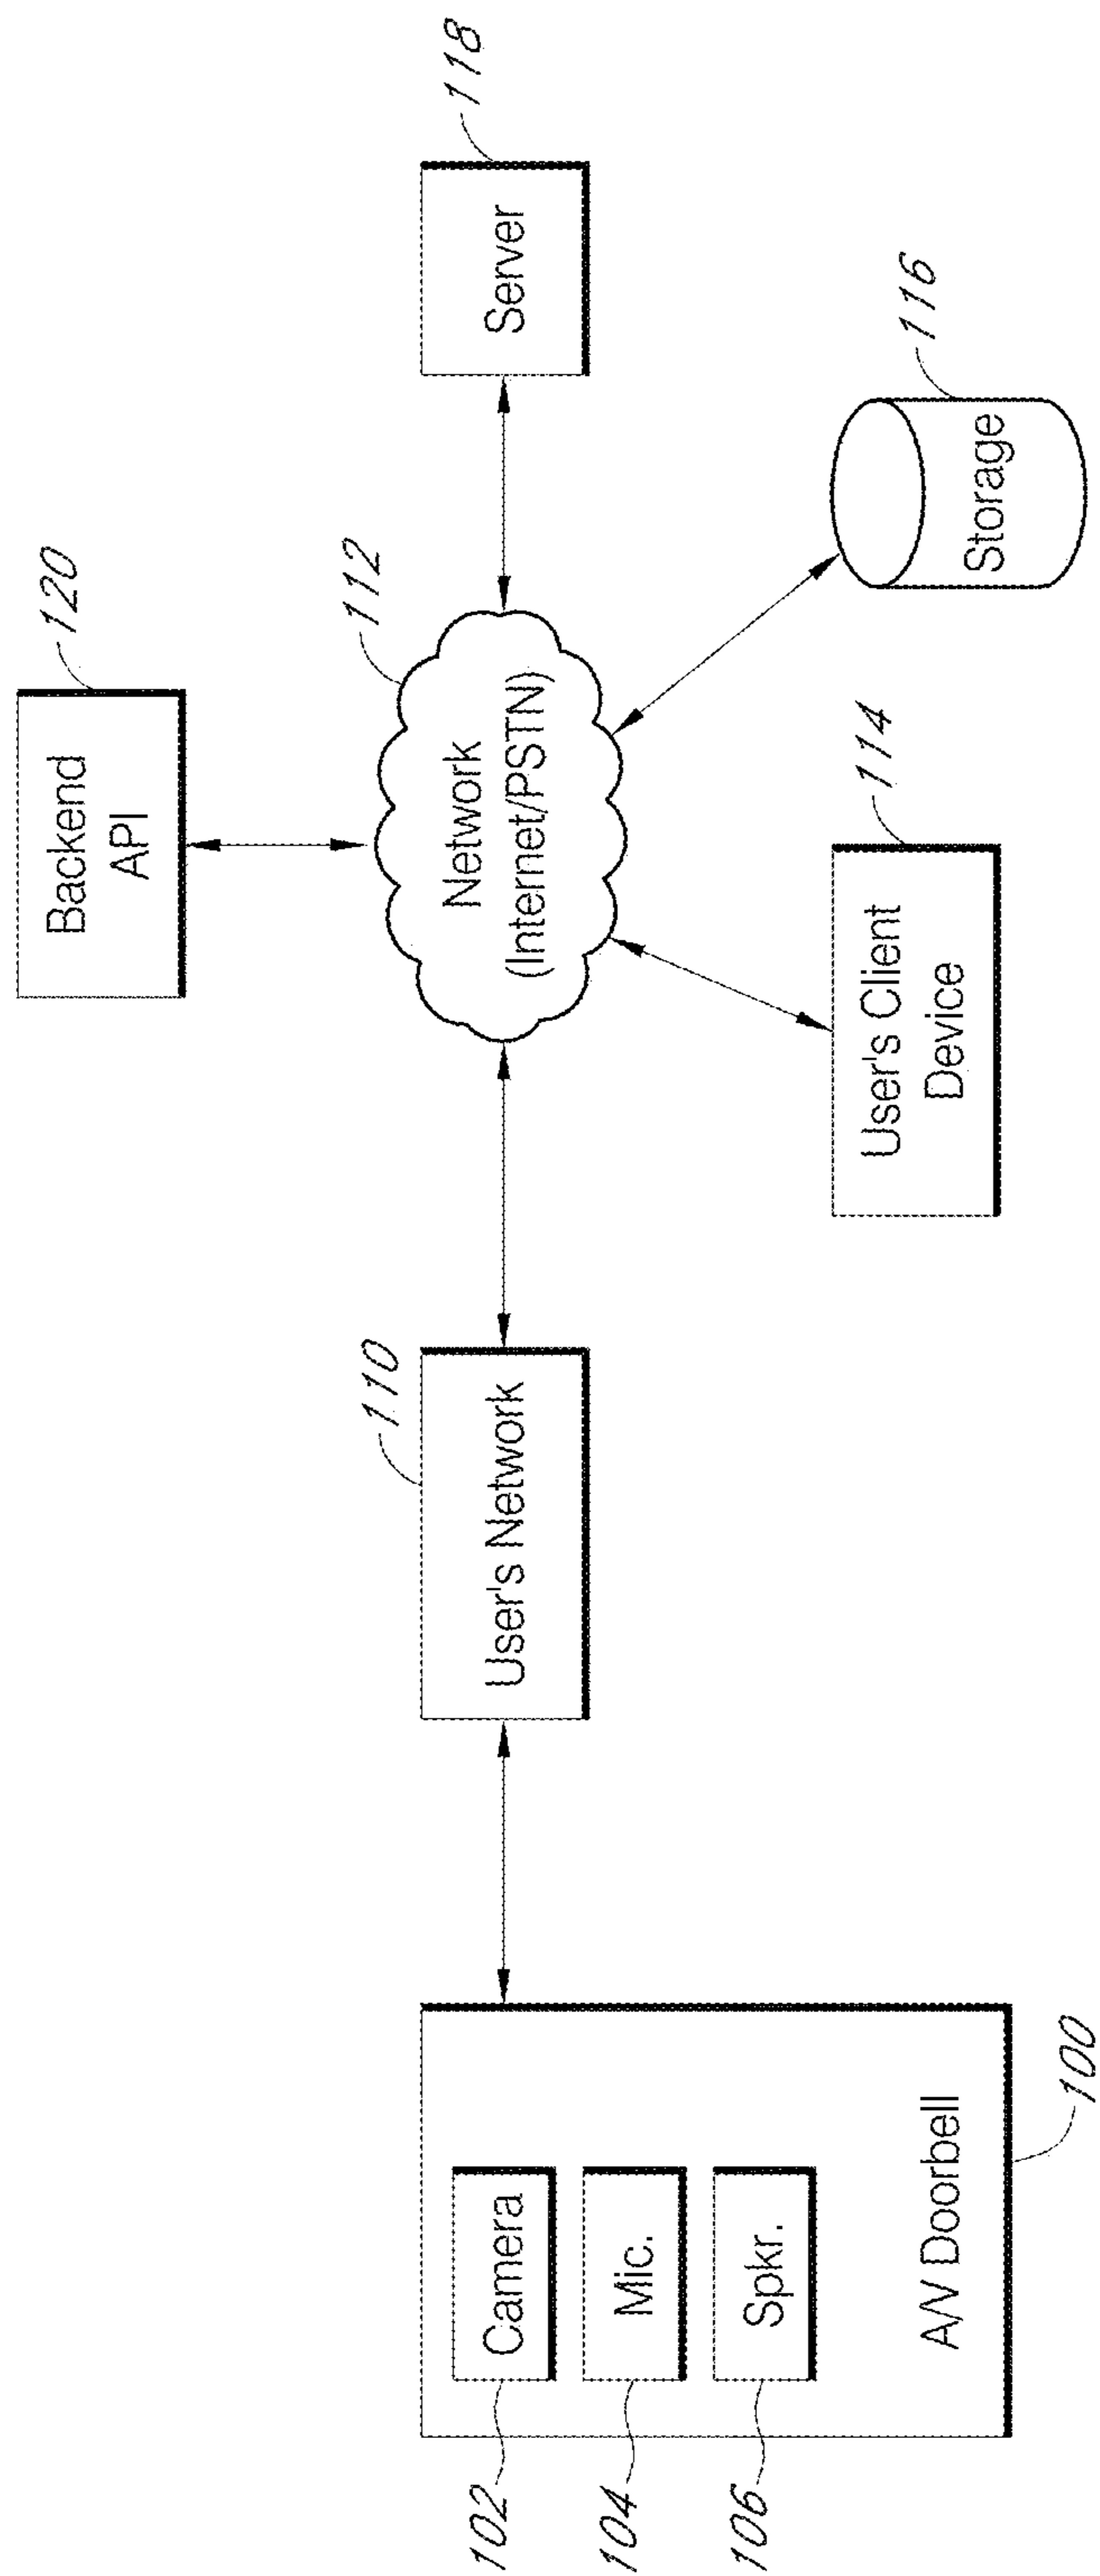 120
Backend
API
112
Network
(Internet/PSTN)
118
Server
110
User's Network
116
Storage
114
User's Client
Device
102
Camera
104
Mic.
106
Spkr.
A/V Doorbell
100